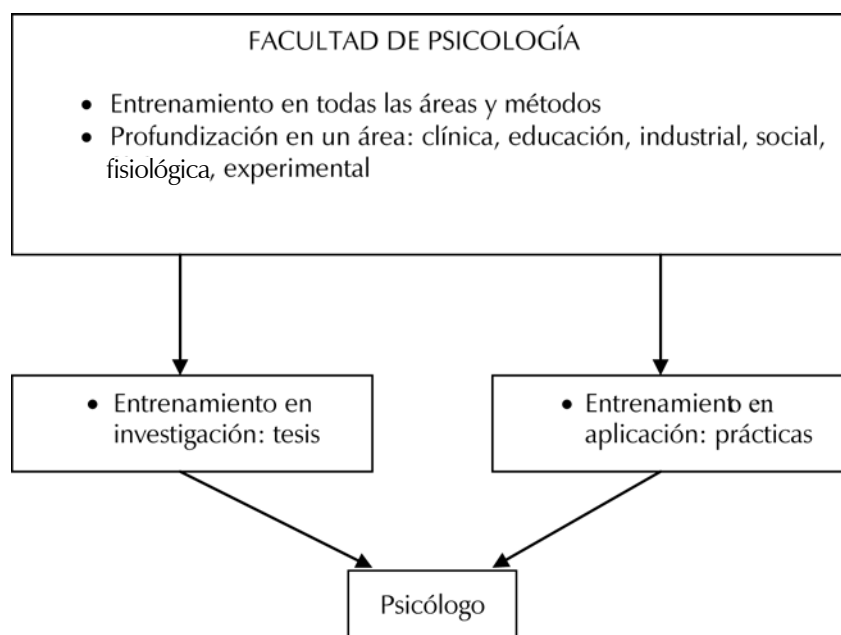 FACULTAD DE PSICOLOGÍA
• Entrenamiento en todas las áreas y métodos
• Profundización en un área: clínica, educación, industrial, social,
fisiológica, experimental
• Entrenamiento en
investigación: tesis
• Entrenamiento en
aplicación: prácticas
Psicólogo